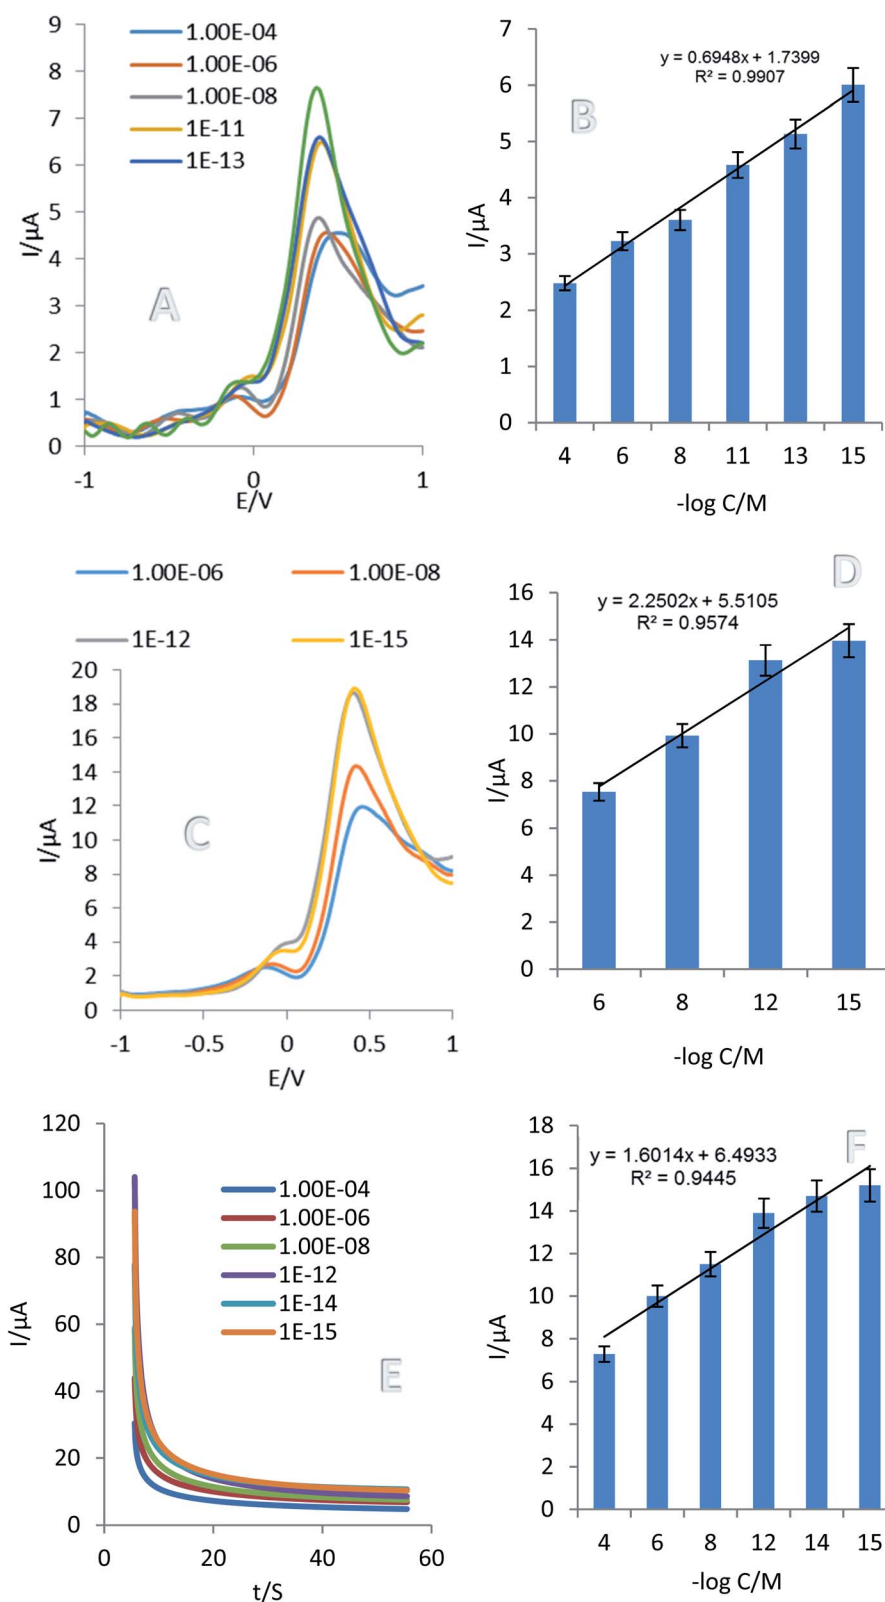 9
8
7
6
5
4
3
2
1
0
I/µA
1.00E-04
1.00E-06
1.00E-08
1E-11
1E-13
A
-1
0
1
E/V
7
6
5
4
3
2
1
0
I/µA
y = 0.6948x + 1.7399
R² = 0.9907
B
4 6 8 11 13 15
-log C/M
1.00E-06 1.00E-08
1E-12 1E-15
20
18
16
14
12
10
8
6
4
2
0
I/µA
C
-1 -0.5 0 0.5 1
E/V
D
16
14
12
10
8
6
4
2
0
I/µA
y = 2.2502x + 5.5105
R² = 0.9574
6 8 12 15
-log C/M
120
100
80
60
40
20
0
I/µA
1.00E-04
1.00E-06
1.00E-08
1E-12
1E-14
1E-15
E
0 20 40 60
t/S
18
16
14
12
10
8
6
4
2
0
I/µA
y = 1.6014x + 6.4933
R² = 0.9445
F
4 6 8 12 14 15
-log C/M